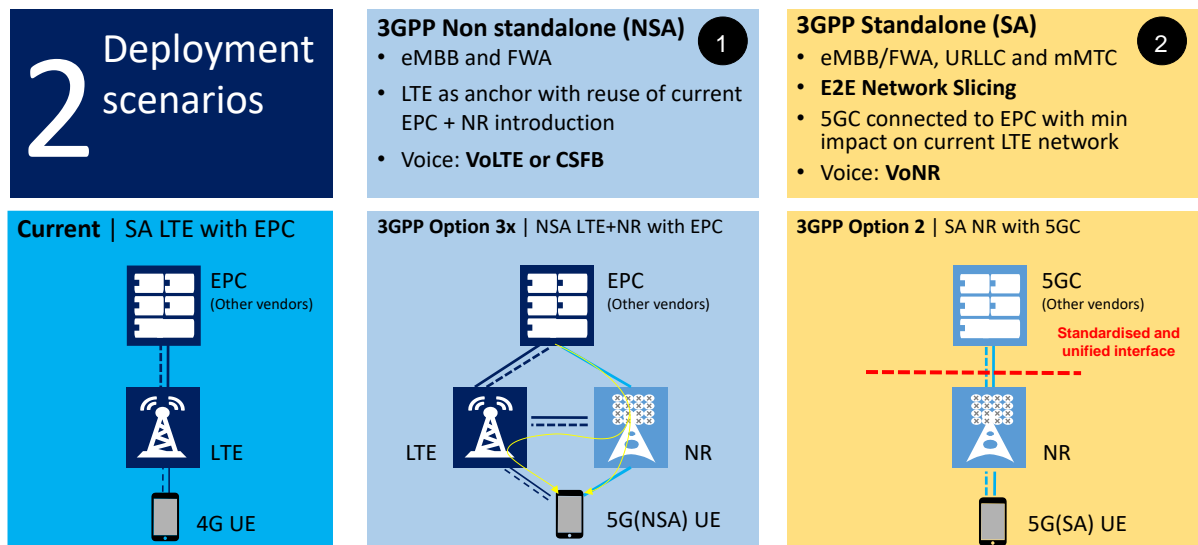 2
Deployment
scenarios
3GPP Non standalone (NSA)
1
• eMBB and FWA
• LTE as anchor with reuse of current
EPC + NR introduction
• Voice: VoLTE or CSFB
3GPP Standalone (SA)
2
• eMBB/FWA, URLLC and mMTC
• E2E Network Slicing
• 5GC connected to EPC with min
impact on current LTE network
• Voice: VoNR
Current | SA LTE with EPC
EPC
(Other vendors)
LTE
4G UE
3GPP Option 3x | NSA LTE+NR with EPC
EPC
(Other vendors)
LTE
NR
5G(NSA) UE
3GPP Option 2 | SA NR with 5GC
5GC
(Other vendors)
Standardised and
unified interface
NR
5G(SA) UE